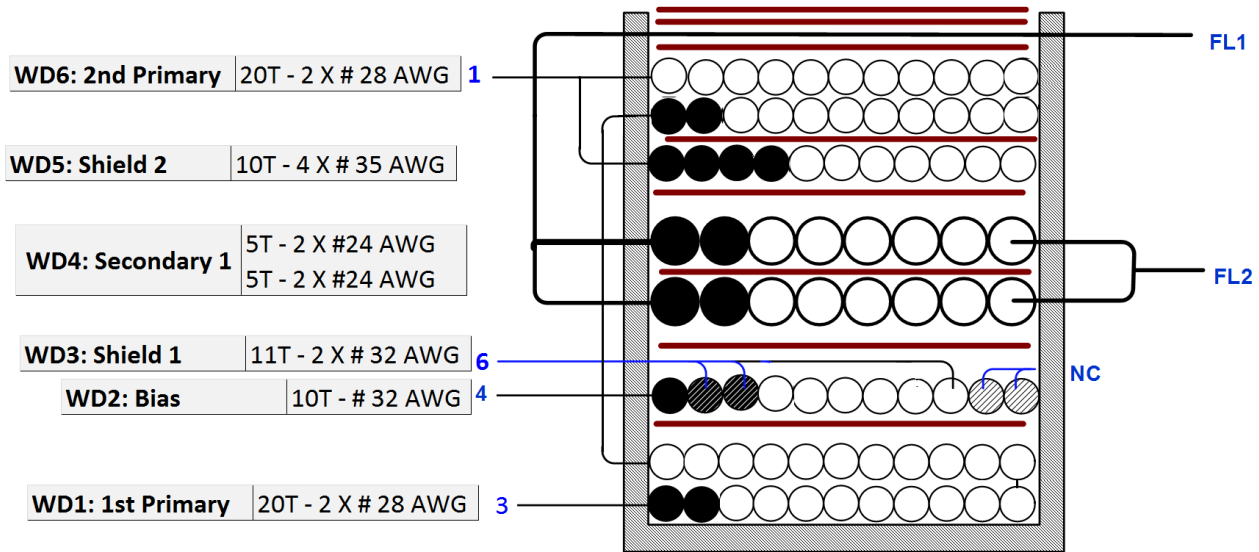 FL1
WD6: 2nd Primary 20T - 2 X # 28 AWG 1
WD5: Shield 2 10T - 4 X # 35 AWG
WD4: Secondary 1
5T - 2 X #24 AWG
5T - 2 X #24 AWG
FL2
WD3: Shield 1 11T - 2 X # 32 AWG 6
NC
WD2: Bias 10T - # 32 AWG 4
WD1: 1st Primary 20T - 2 X # 28 AWG 3